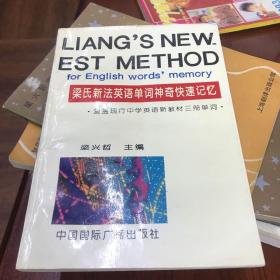 LIANG'S NEW-
EST METHOD
for English words' memory
梁氏新法英语单词神奇快速记忆
·覆盖现行中学英语新教材三册单词·
梁兴哲 主编
中国国际广播出版社